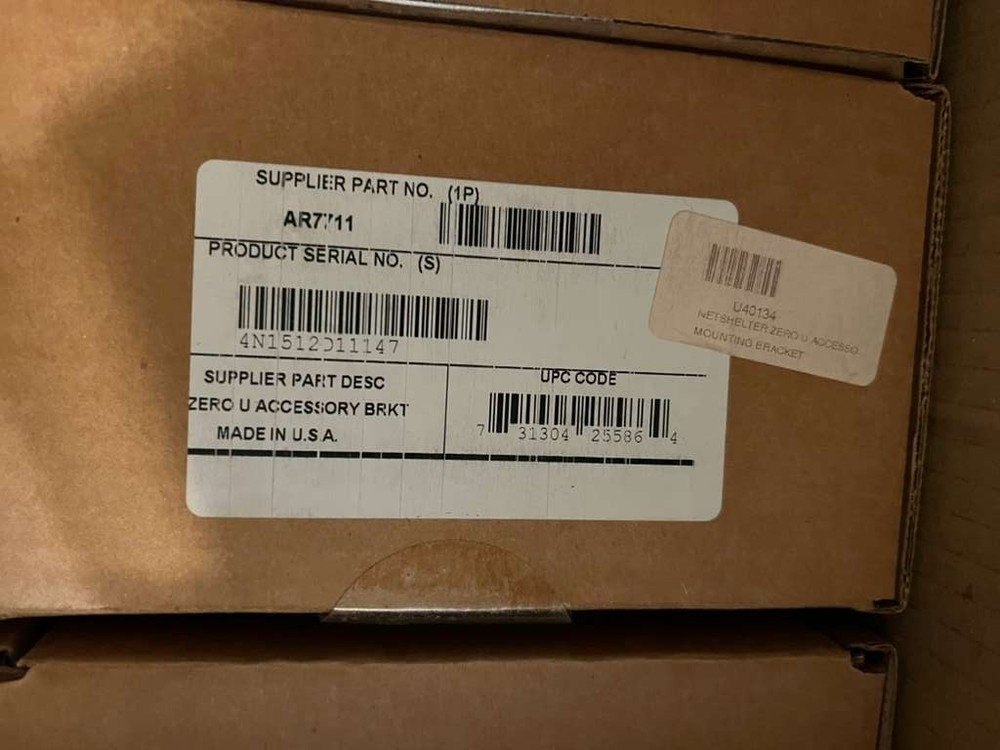 SUPPLIER PART NO. (1P)
AR7711
PRODUCT SERIAL NO. (S)
4N1512D11147
SUPPLIER PART DESC
ZERO U ACCESSORY BRKT
MADE IN U.S.A.
UPC CODE
7 31304 25586 4
U40134
NETSHELTER ZERO U ACCESSO
MOUNTING BRACKET